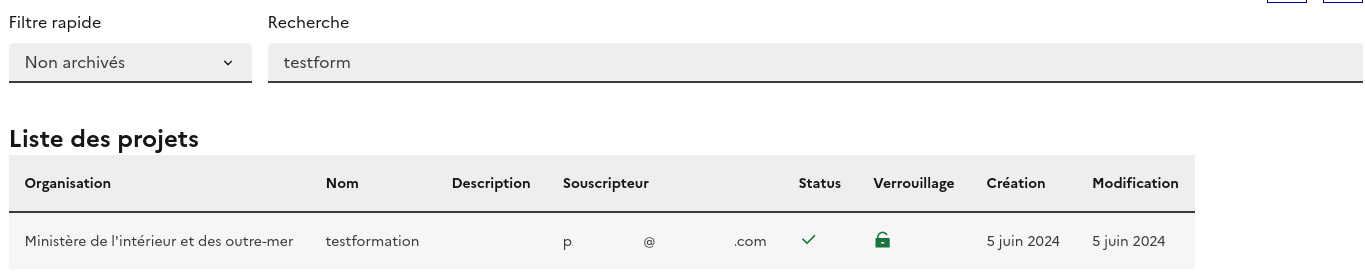 Filtre rapide Recherche
Non archivés testform
Liste des projets
Organisation Nom Description Souscripteur Status Verrouillage Création Modification
Ministère de l'intérieur et des outre-mer testformation p @ .com 5 juin 2024 5 juin 2024